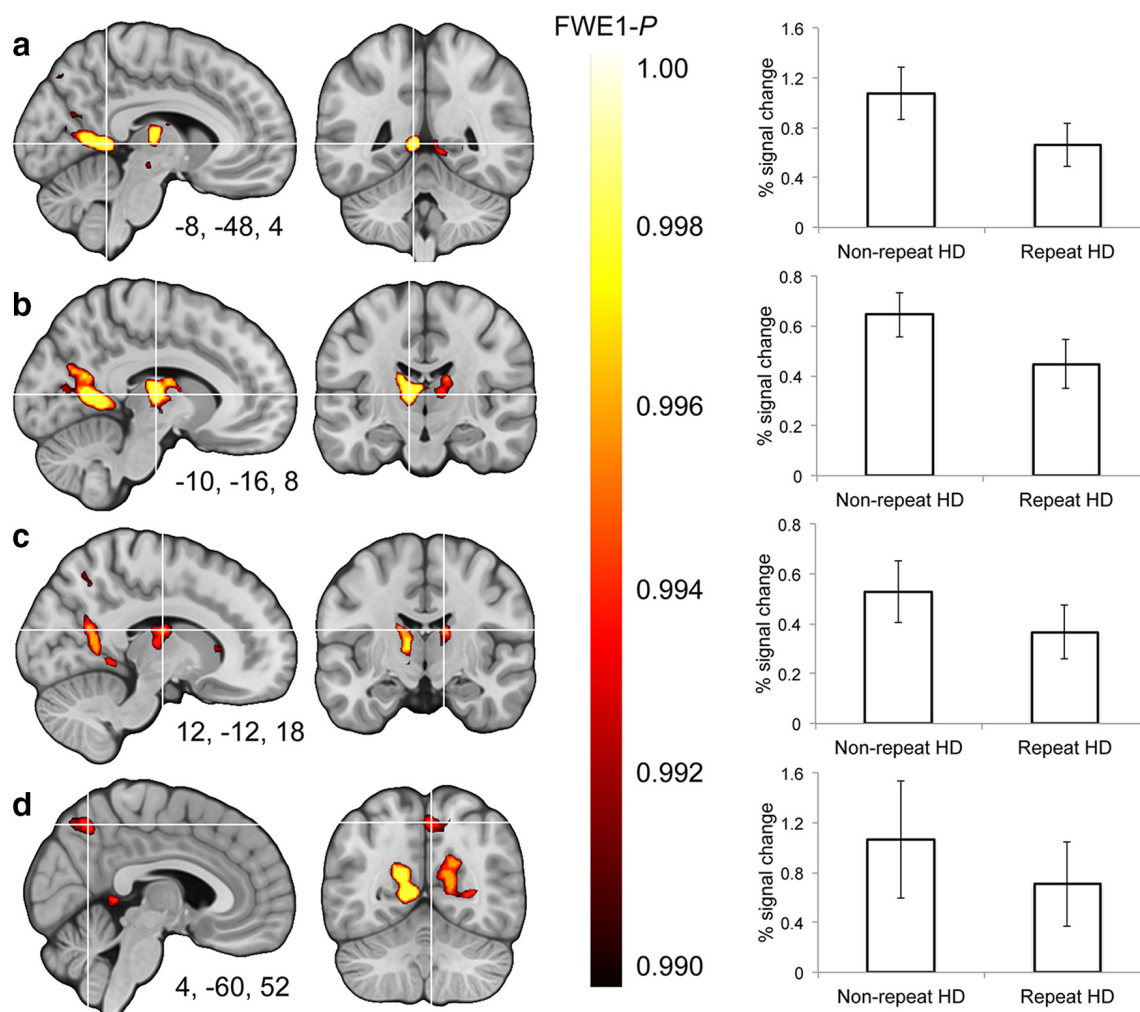 a
-8, -48, 4
b
-10, -16, 8
c
12, -12, 18
d
4, -60, 52
FWE1-P
1.00
0.998
0.996
0.994
0.992
0.990
% signal change
1.6
1.2
0.8
0.4
0
Non-repeat HD Repeat HD
% signal change
0.8
0.6
0.4
0.2
0
Non-repeat HD Repeat HD
% signal change
0.8
0.6
0.4
0.2
0
Non-repeat HD Repeat HD
% signal change
1.6
1.2
0.8
0.4
0
Non-repeat HD Repeat HD